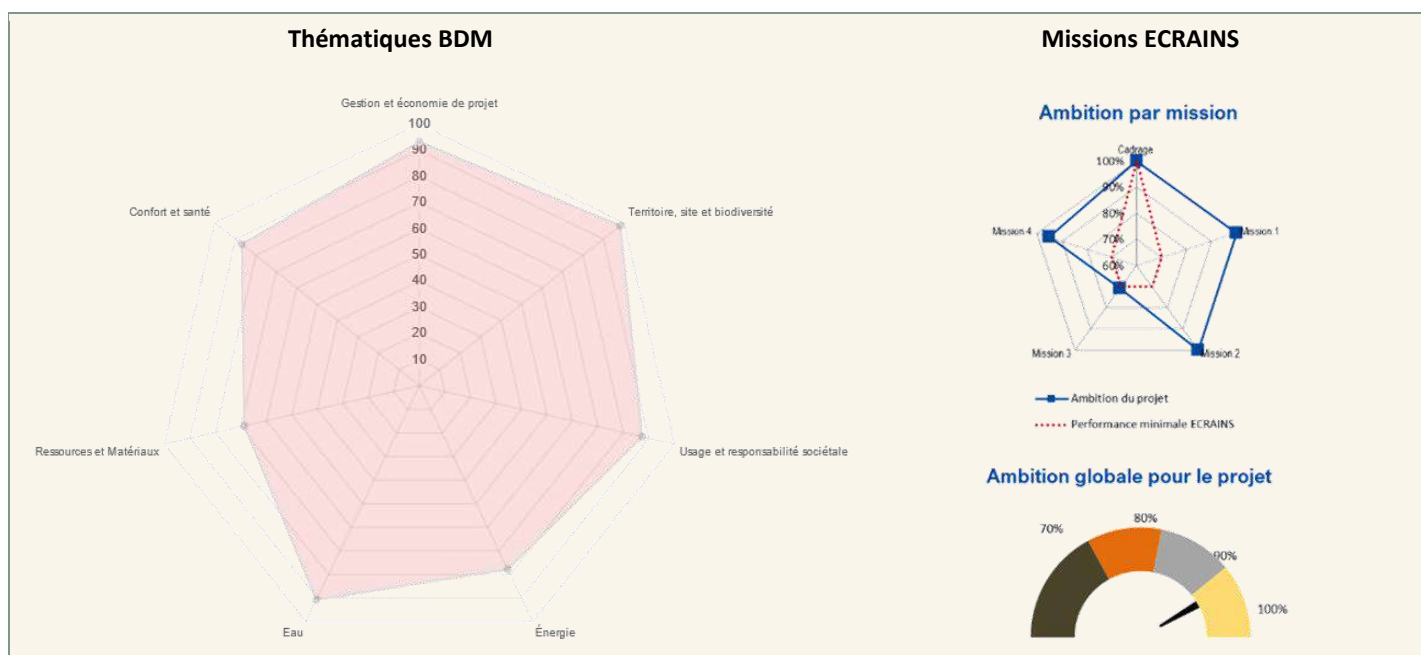 Thématiques BDM
Gestion et économie de projet
100
90
80
70
60
50
40
30
20
10
Territoire, site et biodiversité
Confort et santé
Usage et responsabilité sociétale
Ressources et Matériaux
Énergie
Eau
Missions ECRAINS
Ambition par mission
Cadrage
100%
90%
80%
70%
60%
Mission 1
Mission 4
Mission 3
Mission 2
Ambition du projet
Performance minimale ECRAINS
Ambition globale pour le projet
70%
80%
90%
100%